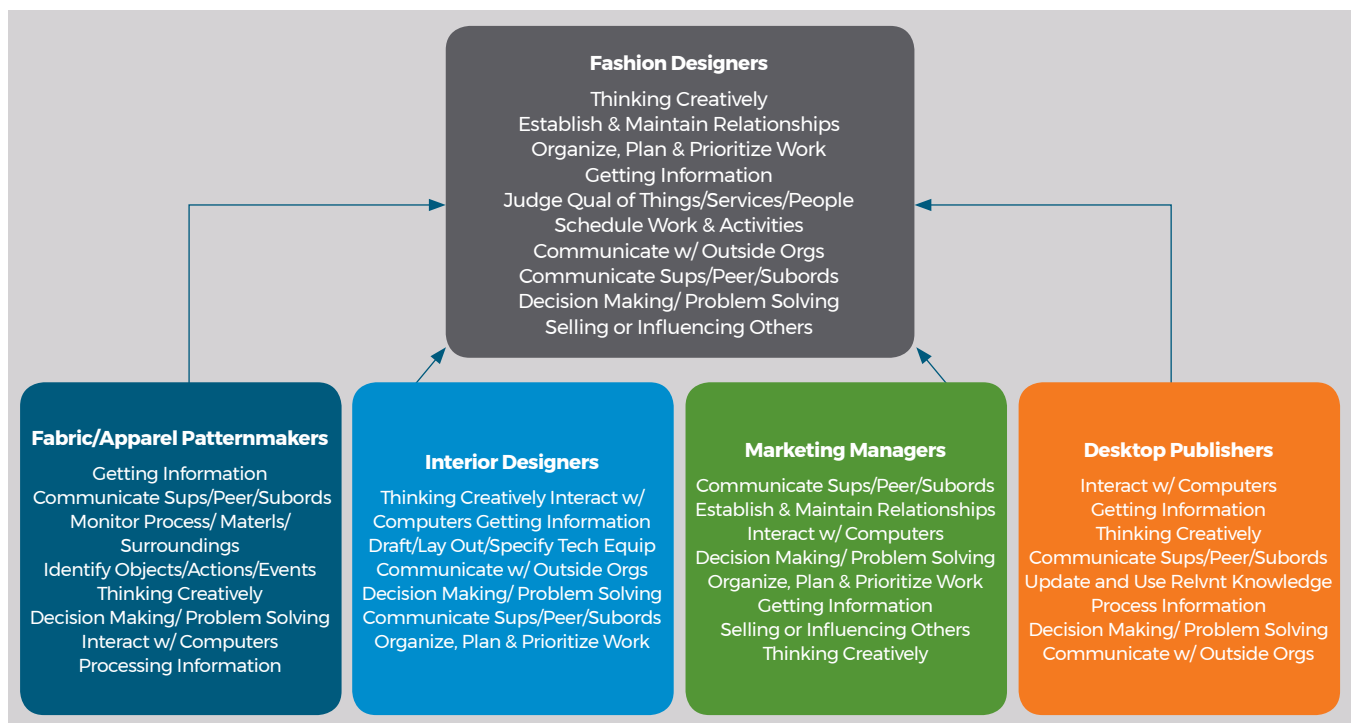 Fashion Designers
Thinking Creatively
Establish & Maintain Relationships
Organize, Plan & Prioritize Work
Getting Information
Judge Qual of Things/Services/People
Schedule Work & Activities
Communicate w/ Outside Orgs
Communicate Sups/Peer/Subords
Decision Making/ Problem Solving
Selling or Influencing Others
Fabric/Apparel Patternmakers
Getting Information
Communicate Sups/Peer/Subords
Monitor Process/ Materls/
Surroundings
Identify Objects/Actions/Events
Thinking Creatively
Decision Making/ Problem Solving
Interact w/ Computers
Processing Information
Interior Designers
Thinking Creatively Interact w/
Computers Getting Information
Draft/Lay Out/Specify Tech Equip
Communicate w/ Outside Orgs
Decision Making/ Problem Solving
Communicate Sups/Peer/Subords
Organize, Plan & Prioritize Work
Marketing Managers
Communicate Sups/Peer/Subords
Establish & Maintain Relationships
Interact w/ Computers
Decision Making/ Problem Solving
Organize, Plan & Prioritize Work
Getting Information
Selling or Influencing Others
Thinking Creatively
Desktop Publishers
Interact w/ Computers
Getting Information
Thinking Creatively
Communicate Sups/Peer/Subords
Update and Use Relvnt Knowledge
Process Information
Decision Making/ Problem Solving
Communicate w/ Outside Orgs